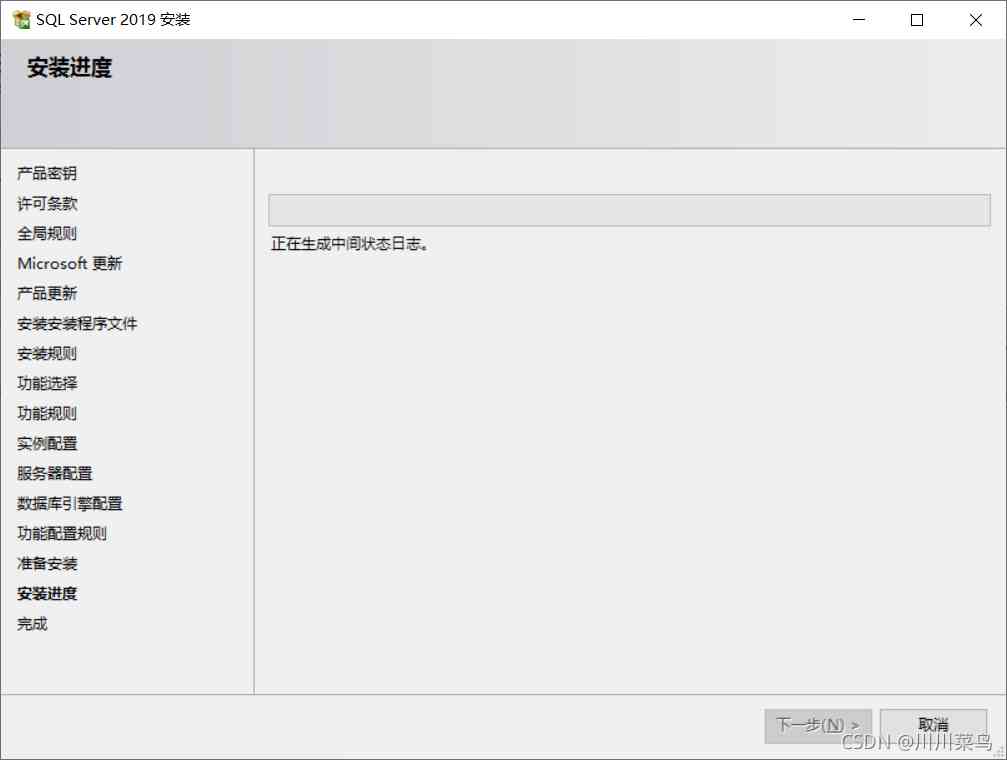 SQL Server 2019 安装
安装进度
产品密钥
许可条款
全局规则
Microsoft 更新
产品更新
安装安装程序文件
安装规则
功能选择
功能规则
实例配置
服务器配置
数据库引擎配置
功能配置规则
准备安装
安装进度
完成
正在生成中间状态日志。
下一步(N) >
取消
CSDN @川川菜鸟